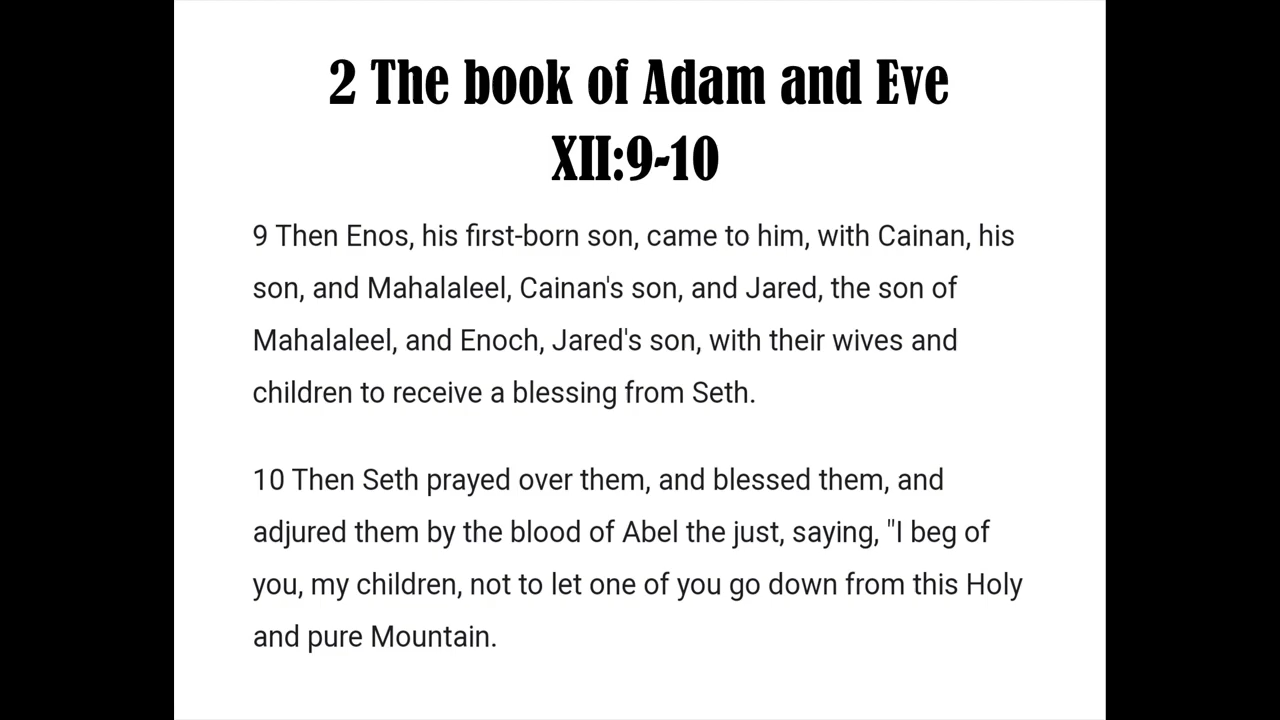 2 The book of Adam and Eve
XII:9-10
9 Then Enos, his first-born son, came to him, with Cainan, his
son, and Mahalaleel, Cainan's son, and Jared, the son of
Mahalaleel, and Enoch, Jared's son, with their wives and
children to receive a blessing from Seth.
10 Then Seth prayed over them, and blessed them, and
adjured them by the blood of Abel the just, saying, "I beg of
you, my children, not to let one of you go down from this Holy
and pure Mountain.